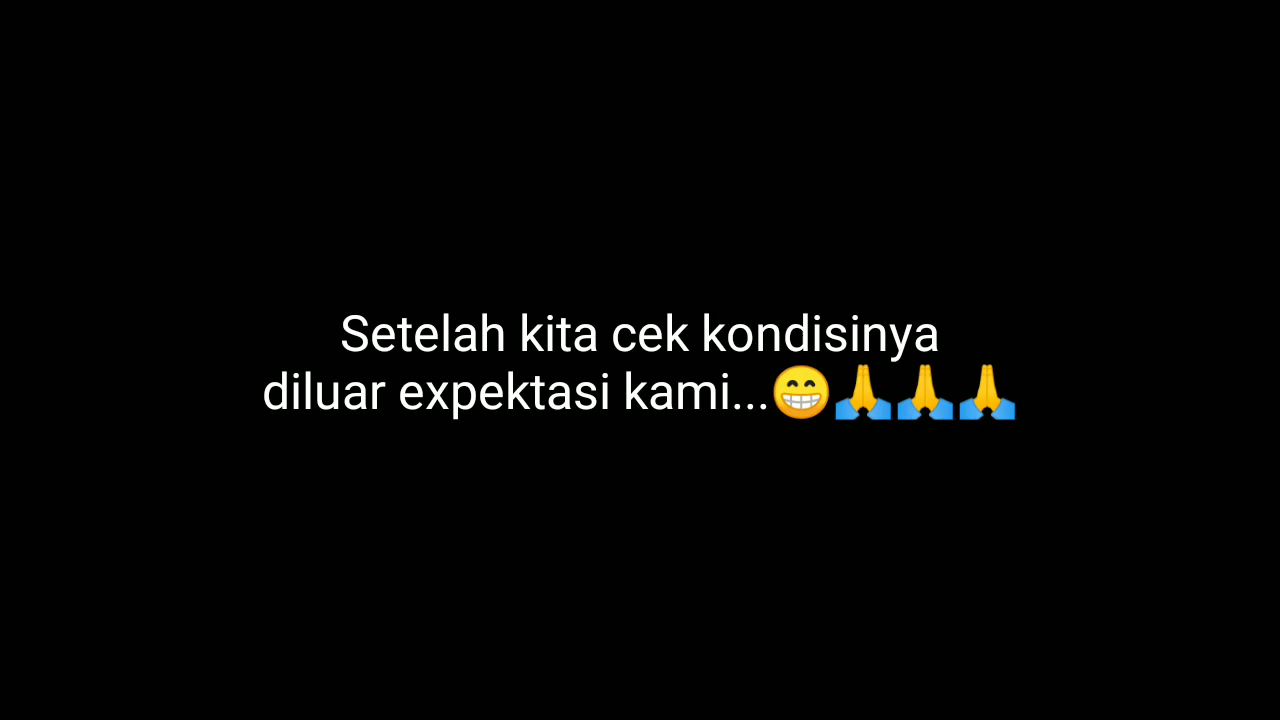 Setelah kita cek kondisinya
diluar expektasi kami...😁🙏🙏🙏